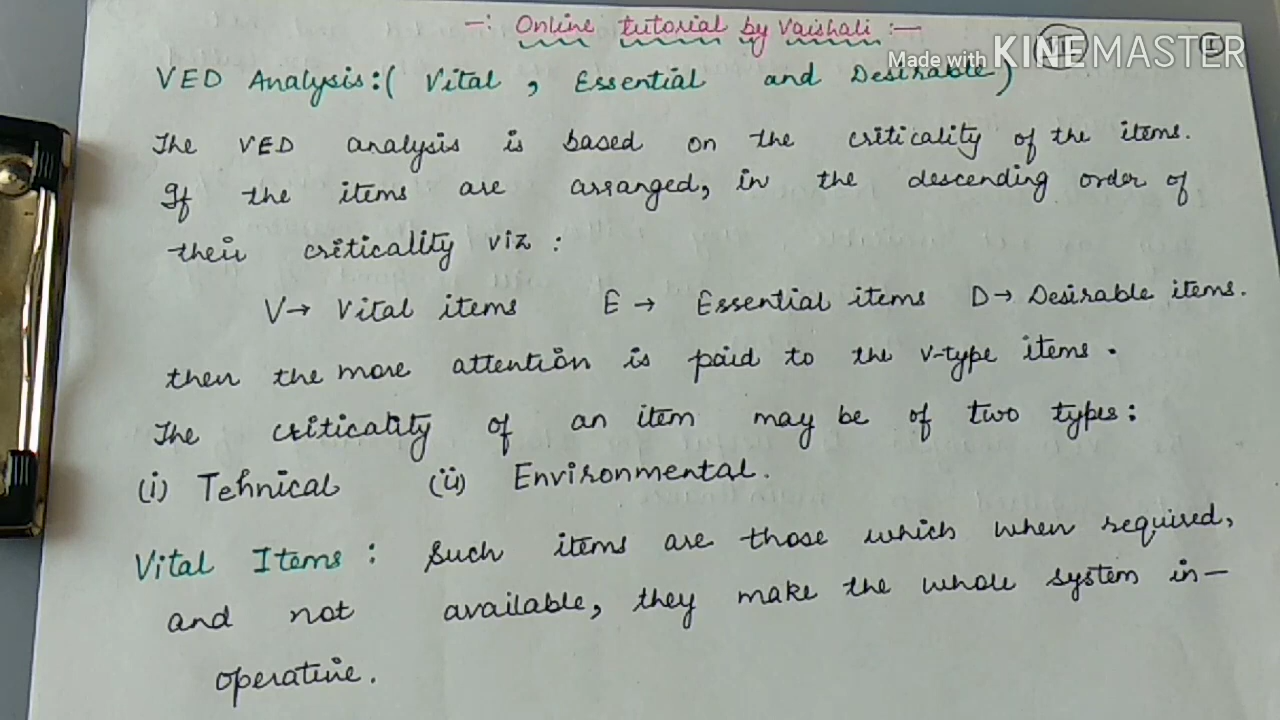 -: Online tutorial by Vaishali :-
Made with KINEMASTER
VED Analysis:( Vital , Essential and Desirable)
The VED analysis is based on the criticality of the items.
If the items are arranged, in the descending order of
their criticality viz :
V→ Vital items E → Essential items D→ Desirable items.
then the more attention is paid to the V-type items .
The criticality of an item may be of two types:
(i) Tehnical (ii) Environmental.
Vital Items : Such items are those which when required,
and not available, they make the whole system in-
operative.